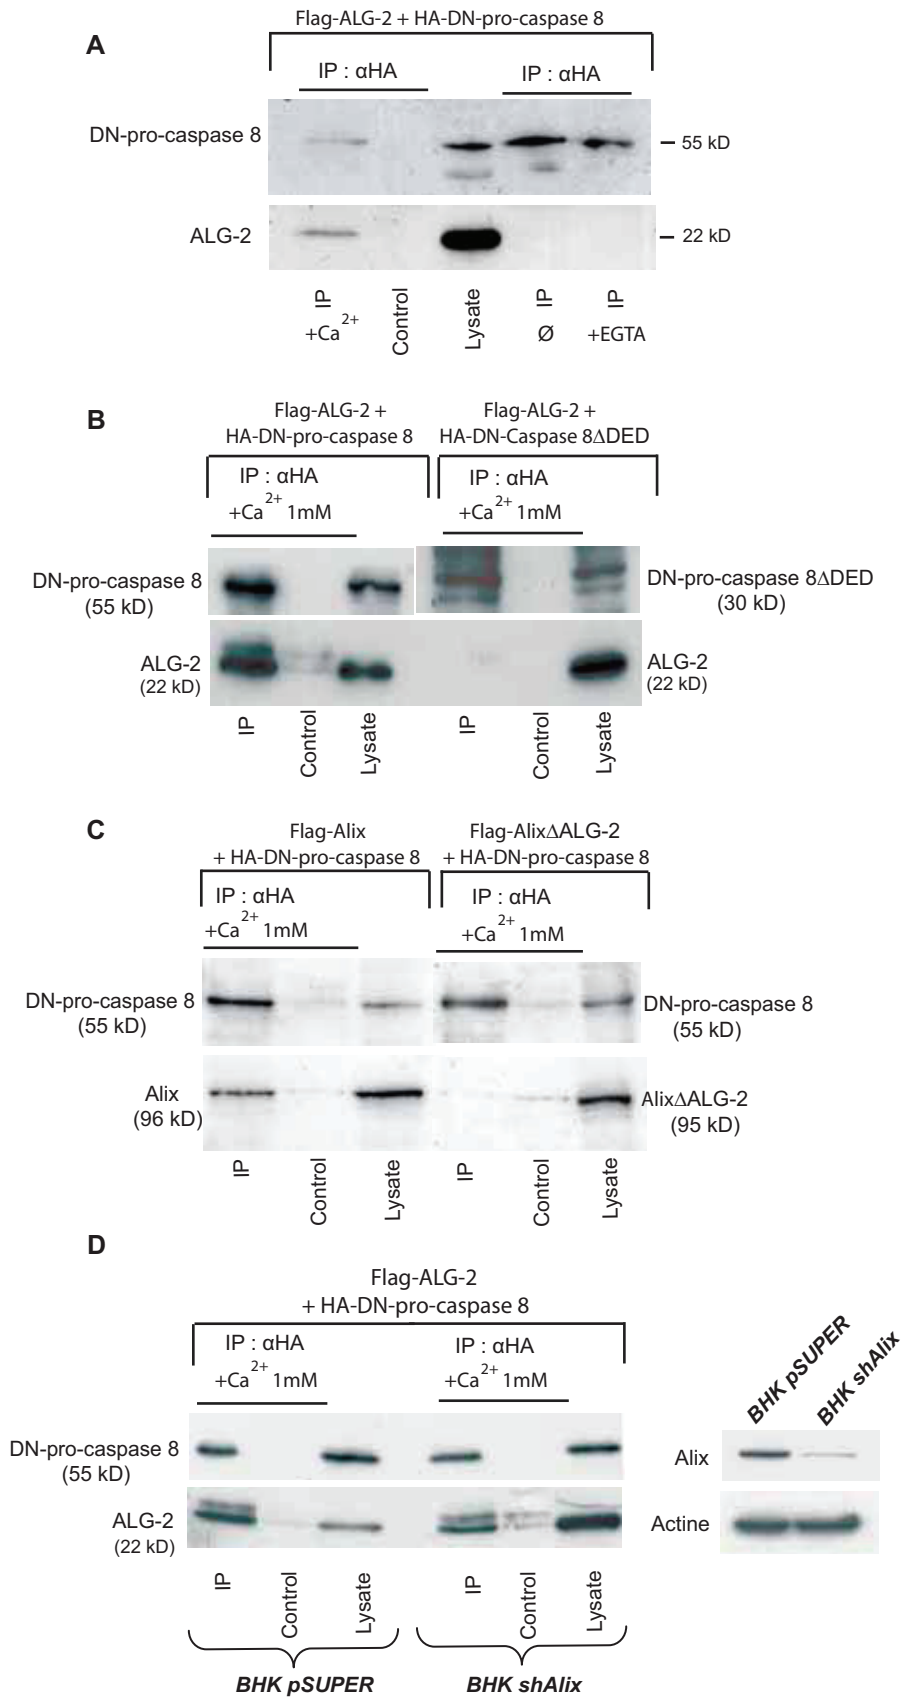 A
Flag-ALG-2 + HA-DN-pro-caspase 8
IP : αHA
IP : αHA
DN-pro-caspase 8
55 kD
ALG-2
22 kD
IP +Ca2+
Control
Lysate
IP Ø
IP +EGTA
B
Flag-ALG-2 +
HA-DN-pro-caspase 8
Flag-ALG-2 +
HA-DN-Caspase 8ΔDED
IP : αHA
+Ca2+ 1mM
IP : αHA
+Ca2+ 1mM
DN-pro-caspase 8
(55 kD)
DN-pro-caspase 8ΔDED
(30 kD)
ALG-2
(22 kD)
ALG-2
(22 kD)
IP
Control
Lysate
IP
Control
Lysate
C
Flag-Alix
+ HA-DN-pro-caspase 8
Flag-AlixΔALG-2
+ HA-DN-pro-caspase 8
IP : αHA
+Ca2+ 1mM
IP : αHA
+Ca2+ 1mM
DN-pro-caspase 8
(55 kD)
DN-pro-caspase 8
(55 kD)
Alix
(96 kD)
AlixΔALG-2
(95 kD)
IP
Control
Lysate
IP
Control
Lysate
D
Flag-ALG-2
+ HA-DN-pro-caspase 8
IP : αHA
+Ca2+ 1mM
IP : αHA
+Ca2+ 1mM
DN-pro-caspase 8
(55 kD)
ALG-2
(22 kD)
IP
Control
Lysate
IP
Control
Lysate
BHK pSUPER
BHK shAlix
BHK pSUPER
BHK shAlix
Alix
Actine